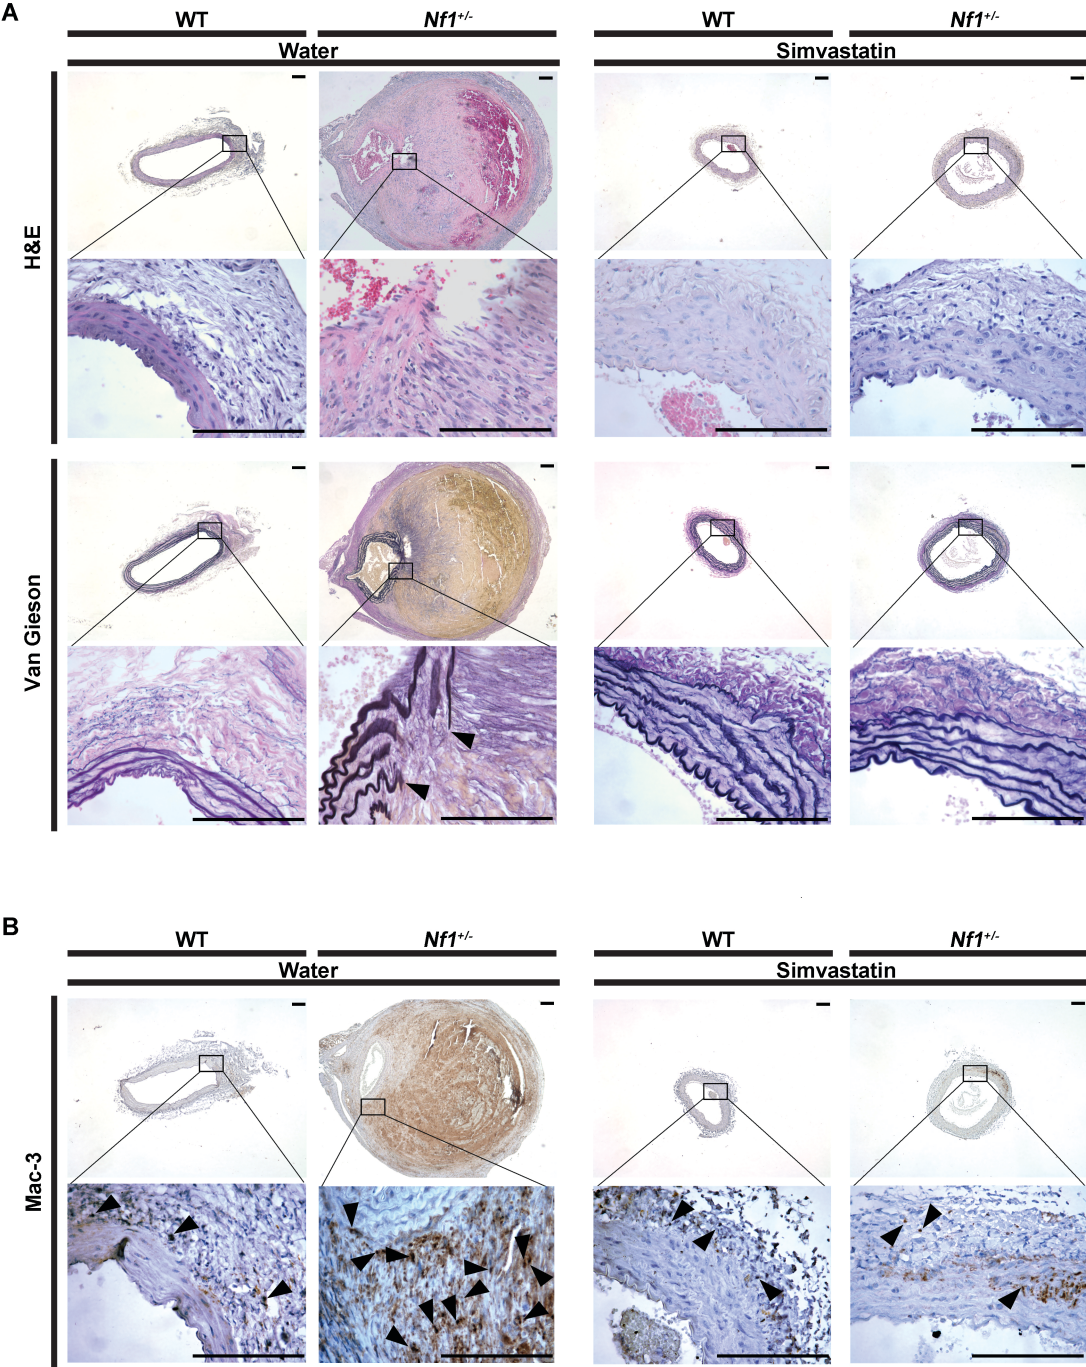 A
WT
Nf1+/-
WT
Nf1+/-
Water
Simvastatin
H&E
Van Gieson
B
WT
Nf1+/-
WT
Nf1+/-
Water
Simvastatin
Mac-3